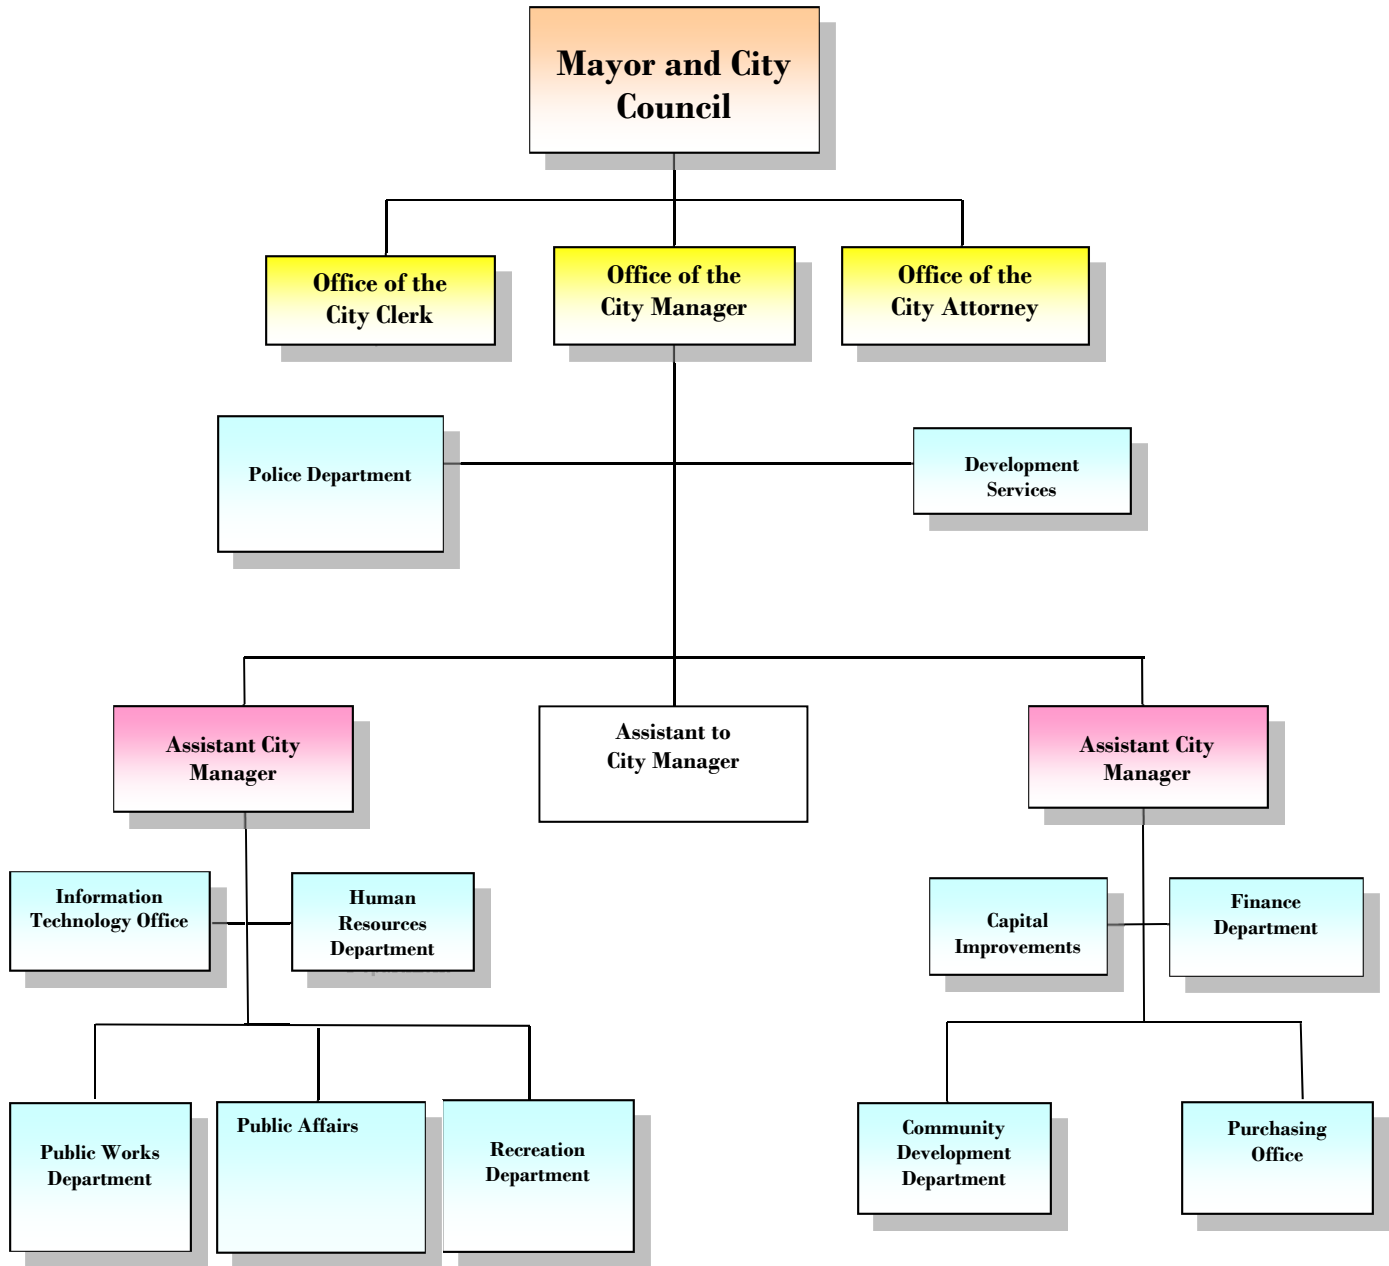 Mayor and City
Council
Office of the
City Clerk
Office of the
City Manager
Office of the
City Attorney
Police Department
Development
Services
Assistant City
Manager
Assistant to
City Manager
Assistant City
Manager
Information
Technology Office
Human
Resources
Department
Capital
Improvements
Finance
Department
Public Works
Department
Public Affairs
Recreation
Department
Community
Development
Department
Purchasing
Office